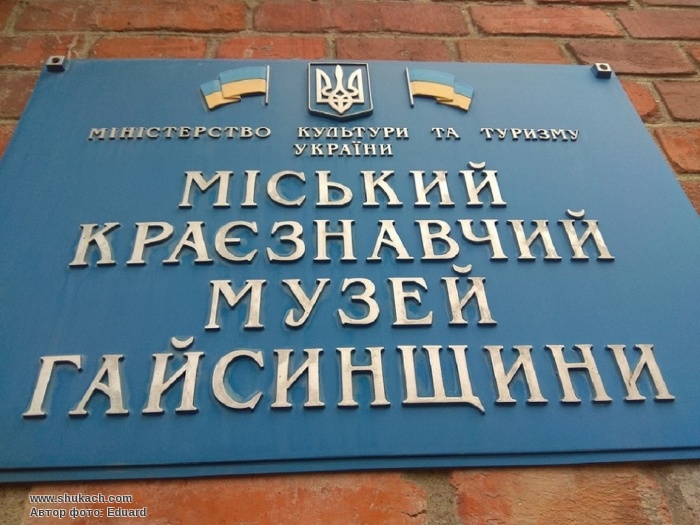 МІНІСТЕРСТВО КУЛЬТУРИ ТА ТУРИЗМУ
УКРАЇНИ
МІСЬКИЙ
КРАЄЗНАВЧИЙ
МУЗЕЙ
ГАЙСИНЩИНИ
www.shukach.com
Автор фото: Eduard